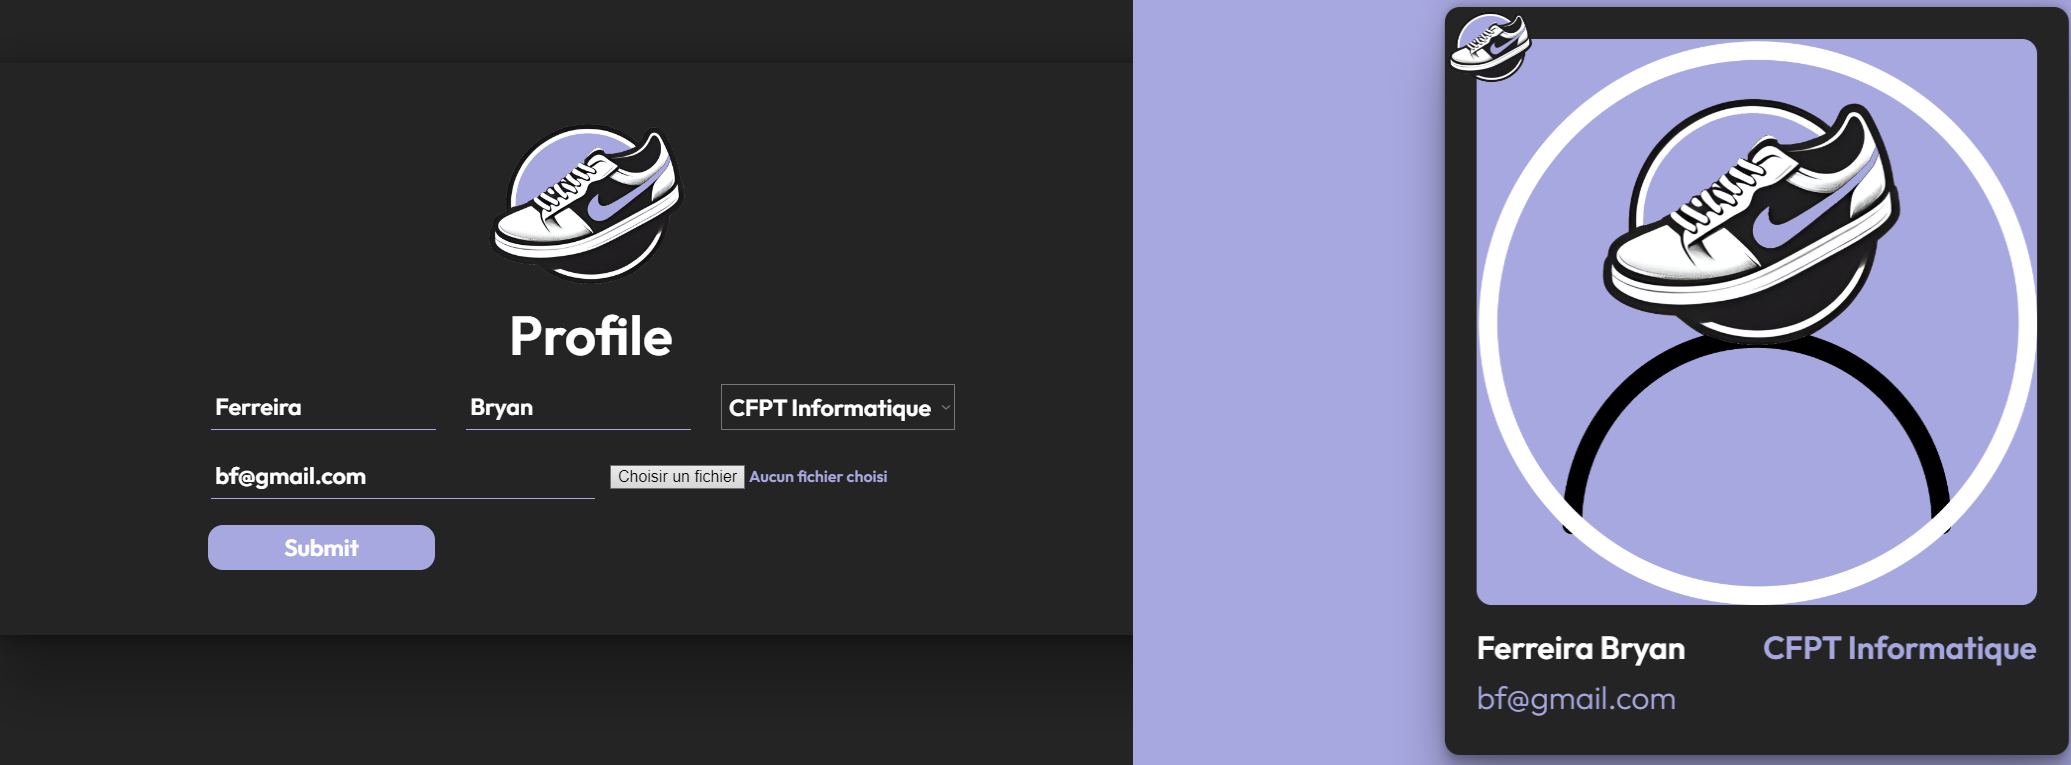 Profile
Ferreira
Bryan
CFPT Informatique
bf@gmail.com
Choisir un fichier Aucun fichier choisi
Submit
Ferreira Bryan
CFPT Informatique
bf@gmail.com